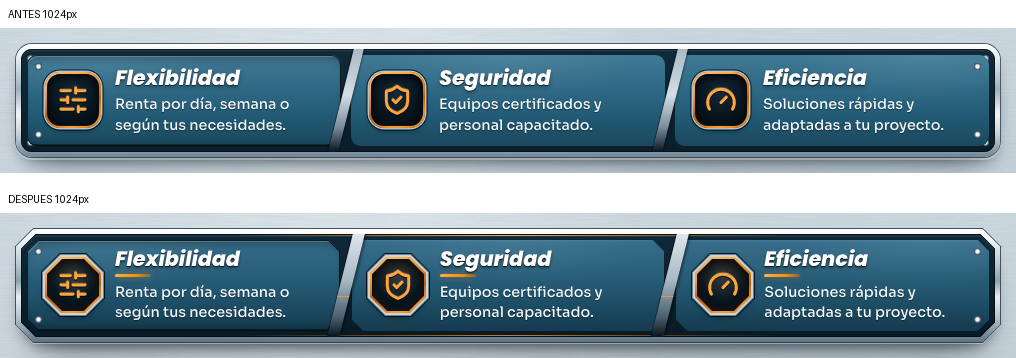 ANTES 1024px
Flexibilidad
Renta por día, semana o
según tus necesidades.
Seguridad
Equipos certificados y
personal capacitado.
Eficiencia
Soluciones rápidas y
adaptadas a tu proyecto.
DESPUES 1024px
Flexibilidad
Renta por día, semana o
según tus necesidades.
Seguridad
Equipos certificados y
personal capacitado.
Eficiencia
Soluciones rápidas y
adaptadas a tu proyecto.